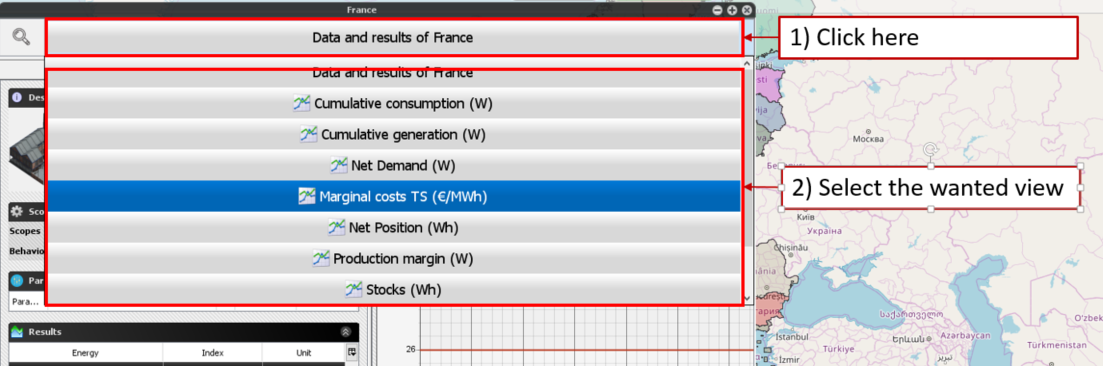 France
Data and results of France
1) Click here
Data and results of France
Cumulative consumption (W)
Cumulative generation (W)
Net Demand (W)
Marginal costs TS (€/MWh)
2) Select the wanted view
Net Position (Wh)
Production margin (W)
Stocks (Wh)
Des
Sco
Scopes
Behavio
Par
Para...
Results
Energy Index Unit
26
Москва
Київ
Україна
Chișinău
საქართველო
Istanbul
İzmir
Türkiye
Azərbaycan
Türkmenistan
O'zbek